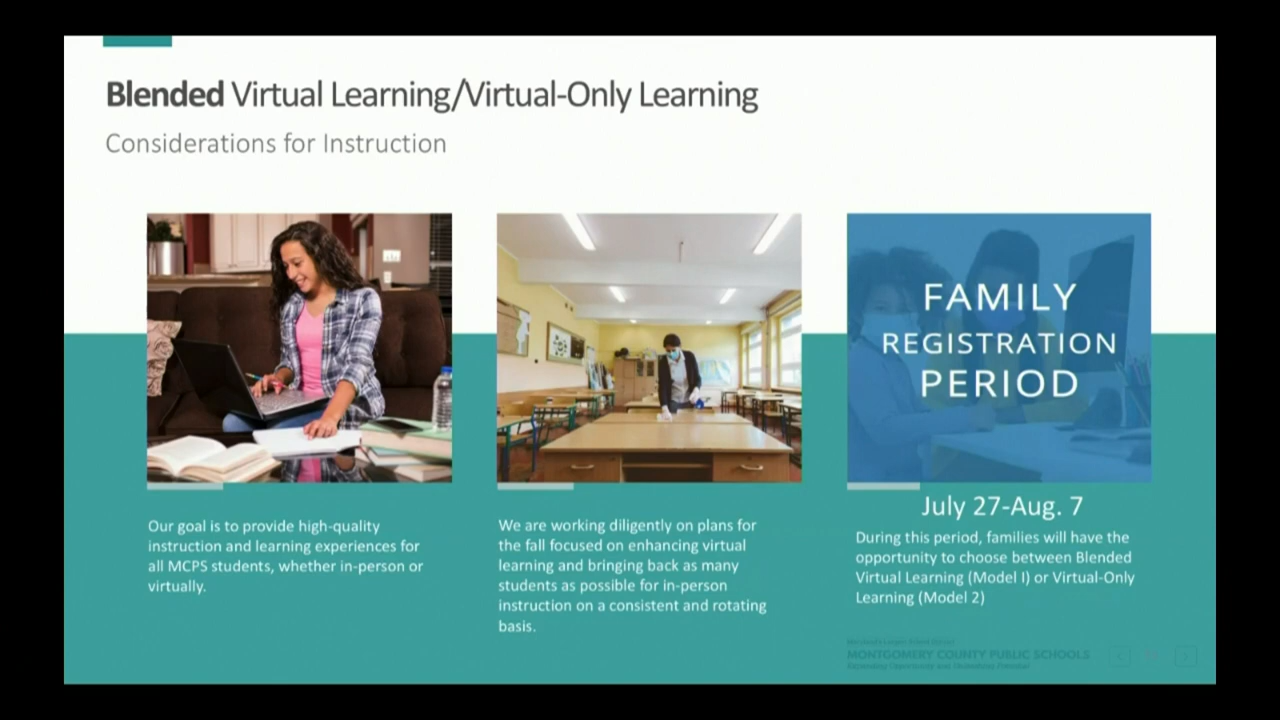 Blended Virtual Learning/Virtual-Only Learning
Considerations for Instruction
FAMILY
REGISTRATION
PERIOD
Our goal is to provide high-quality
instruction and learning experiences for
all MCPS students, whether in-person or
virtually.
We are working diligently on plans for
the fall focused on enhancing virtual
learning and bringing back as many
students as possible for in-person
instruction on a consistent and rotating
basis.
July 27-Aug. 7
During this period, families will have the
opportunity to choose between Blended
Virtual Learning (Model I) or Virtual-Only
Learning (Model 2)
MONTGOMERY COUNTY PUBLIC SCHOOLS